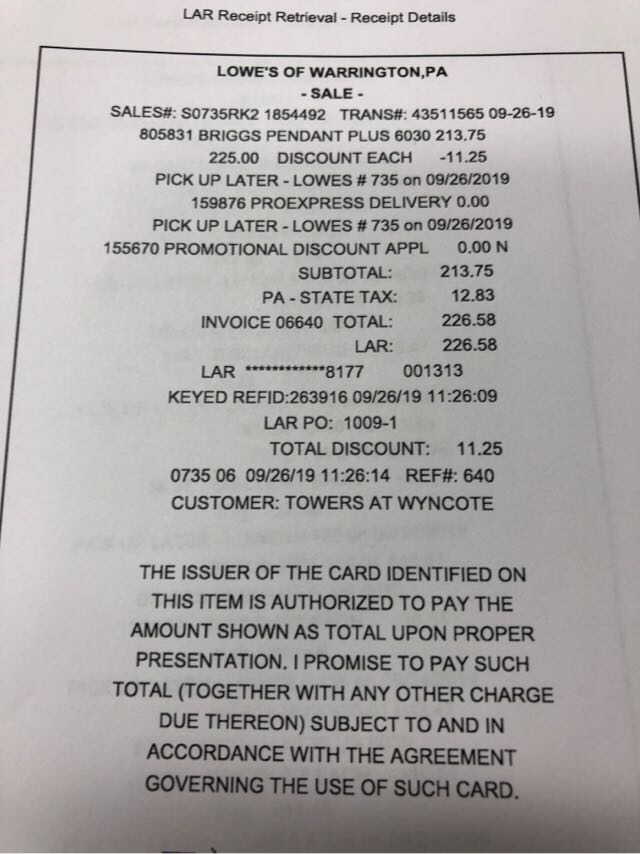 LAR Receipt Retrieval - Receipt Details
LOWE'S OF WARRINGTON,PA
- SALE -
SALES#: S0735RK2 1854492 TRANS#: 43511565 09-26-19
805831 BRIGGS PENDANT PLUS 6030 213.75
225.00 DISCOUNT EACH -11.25
PICK UP LATER - LOWES # 735 on 09/26/2019
159876 PROEXPRESS DELIVERY 0.00
PICK UP LATER - LOWES # 735 on 09/26/2019
155670 PROMOTIONAL DISCOUNT APPL 0.00 N
SUBTOTAL: 213.75
PA - STATE TAX: 12.83
INVOICE 06640 TOTAL: 226.58
LAR: 226.58
LAR ************8177 001313
KEYED REFID:263916 09/26/19 11:26:09
LAR PO: 1009-1
TOTAL DISCOUNT: 11.25
0735 06 09/26/19 11:26:14 REF#: 640
CUSTOMER: TOWERS AT WYNCOTE
THE ISSUER OF THE CARD IDENTIFIED ON
THIS ITEM IS AUTHORIZED TO PAY THE
AMOUNT SHOWN AS TOTAL UPON PROPER
PRESENTATION. I PROMISE TO PAY SUCH
TOTAL (TOGETHER WITH ANY OTHER CHARGE
DUE THEREON) SUBJECT TO AND IN
ACCORDANCE WITH THE AGREEMENT
GOVERNING THE USE OF SUCH CARD.